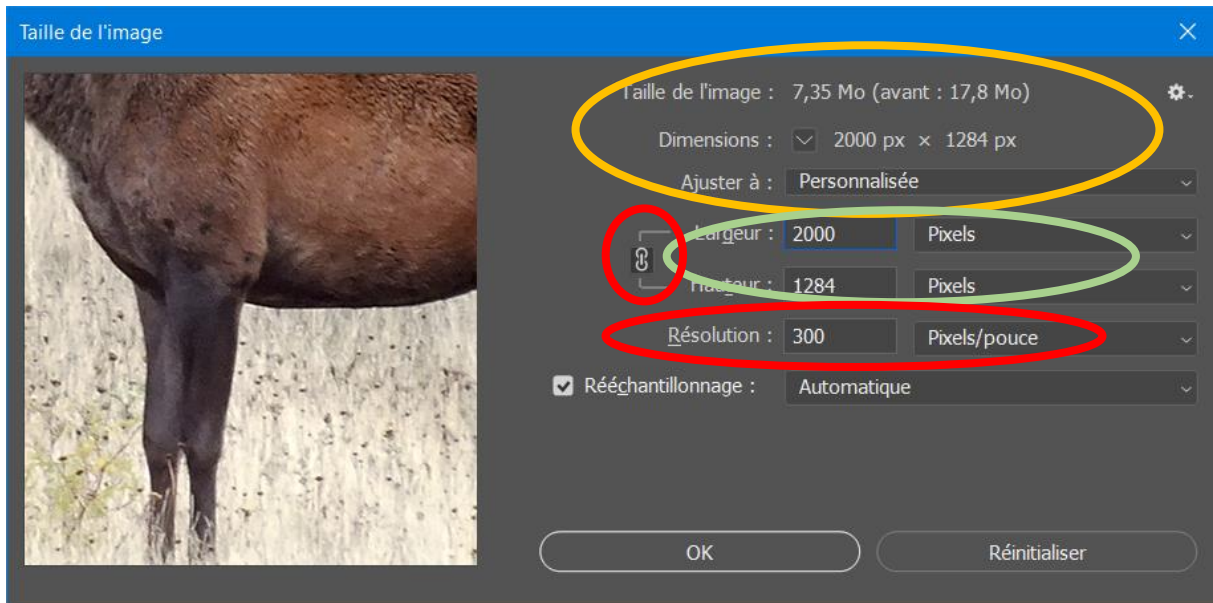 Taille de l'image
Taille de l'image : 7,35 Mo (avant : 17,8 Mo)
Dimensions : 2000 px × 1284 px
Ajuster à : Personnalisée
Largeur : 2000 Pixels
Hauteur : 1284 Pixels
Résolution : 300 Pixels/pouce
Rééchantillonnage : Automatique
OK Réinitialiser